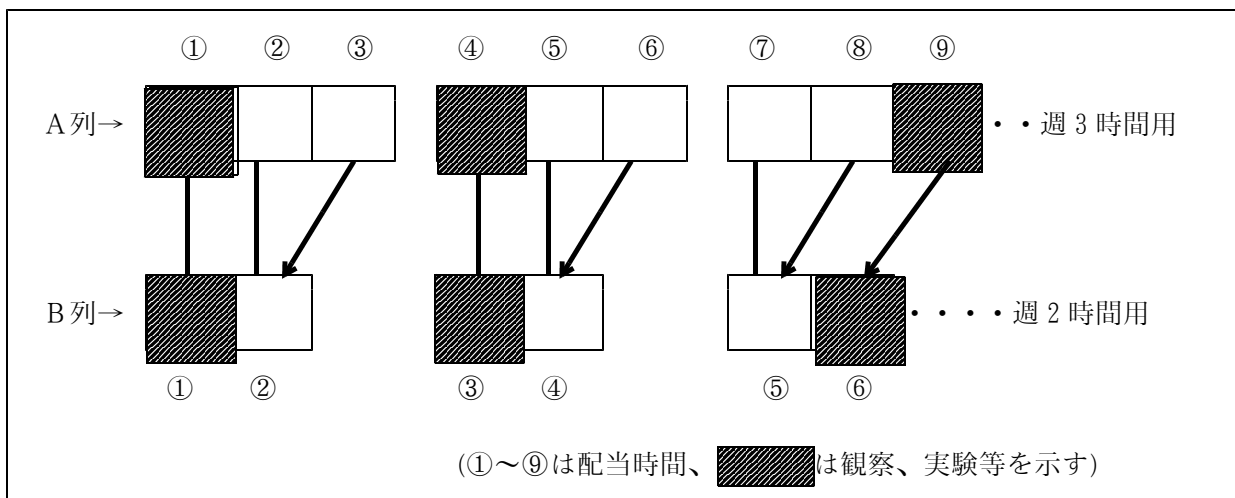 ① ② ③ ④ ⑤ ⑥ ⑦ ⑧ ⑨
A列→ ・・週3時間用
B列→ ・・・・週2時間用
① ② ③ ④ ⑤ ⑥
(①～⑨は配当時間、は観察、実験等を示す)